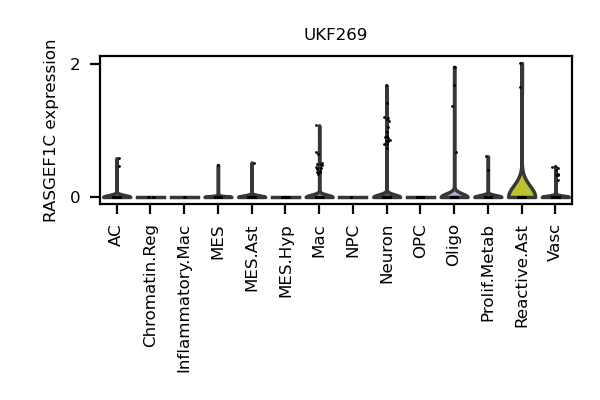 UKF269
RASGEF1C expression
2
0
AC
Chromatin.Reg
Inflammatory.Mac
MES
MES.Ast
MES.Hyp
Mac
NPC
Neuron
OPC
Oligo
Prolif.Metab
Reactive.Ast
Vasc